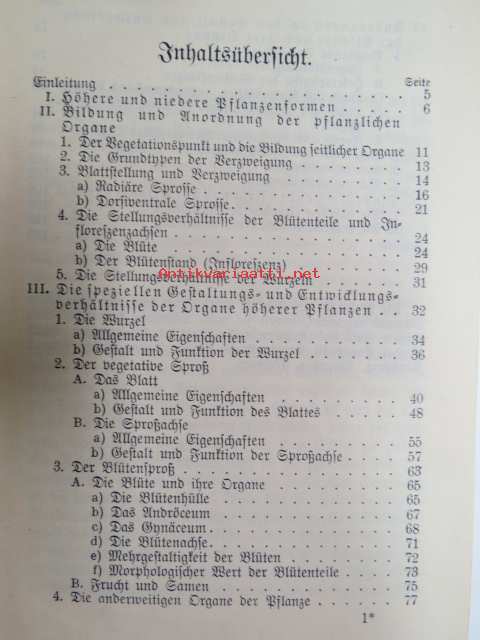 Inhaltsübersicht.
Seite
Einleitung . . . . . . . . . . . . . . . 5
I. Höhere und niedere Pflanzenformen . . . . . 6
II. Bildung und Anordnung der pflanzlichen
Organe
1. Der Vegetationspunkt und die Bildung seitlicher Organe 11
2. Die Grundtypen der Verzweigung . . . . . . . 13
3. Blattstellung und Verzweigung . . . . . . . 14
a) Radiäre Sprosse . . . . . . . . . . . 16
b) Dorsiventrale Sprosse . . . . . . . . . 21
4. Die Stellungsverhältnisse der Blütenteile und In-
floreszenzachsen . . . . . . . . . . . . 24
a) Die Blüte . . . . . . . . . . . . . 24
b) Der Blütenstand (Infloreszenz) . . . . . . 29
5. Die Stellungsverhältnisse der Wurzeln . . . . . 31
Antikvariaatti.net
III. Die speziellen Gestaltungs- und Entwicklungs-
verhältnisse der Organe höherer Pflanzen . . 32
1. Die Wurzel
a) Allgemeine Eigenschaften . . . . . . . . 34
b) Gestalt und Funktion der Wurzel . . . . . . 36
2. Der vegetative Sproß
A. Das Blatt
a) Allgemeine Eigenschaften . . . . . . . 40
b) Gestalt und Funktion des Blattes . . . . . 48
B. Die Sproßachse
a) Allgemeine Eigenschaften . . . . . . . 55
b) Gestalt und Funktion der Sproßachse . . . . 57
3. Der Blütensproß . . . . . . . . . . . . 63
A. Die Blüte und ihre Organe . . . . . . . . 65
a) Die Blütenhülle . . . . . . . . . . 65
b) Das Andröceum . . . . . . . . . . 67
c) Das Gynäceum . . . . . . . . . . . 68
d) Die Blütenachse . . . . . . . . . . 71
e) Mehrgestaltigkeit der Blüten . . . . . . 72
f) Morphologischer Wert der Blütenteile . . . . 73
B. Frucht und Samen . . . . . . . . . . . 75
4. Die anderweitigen Organe der Pflanze . . . . . 77
1*